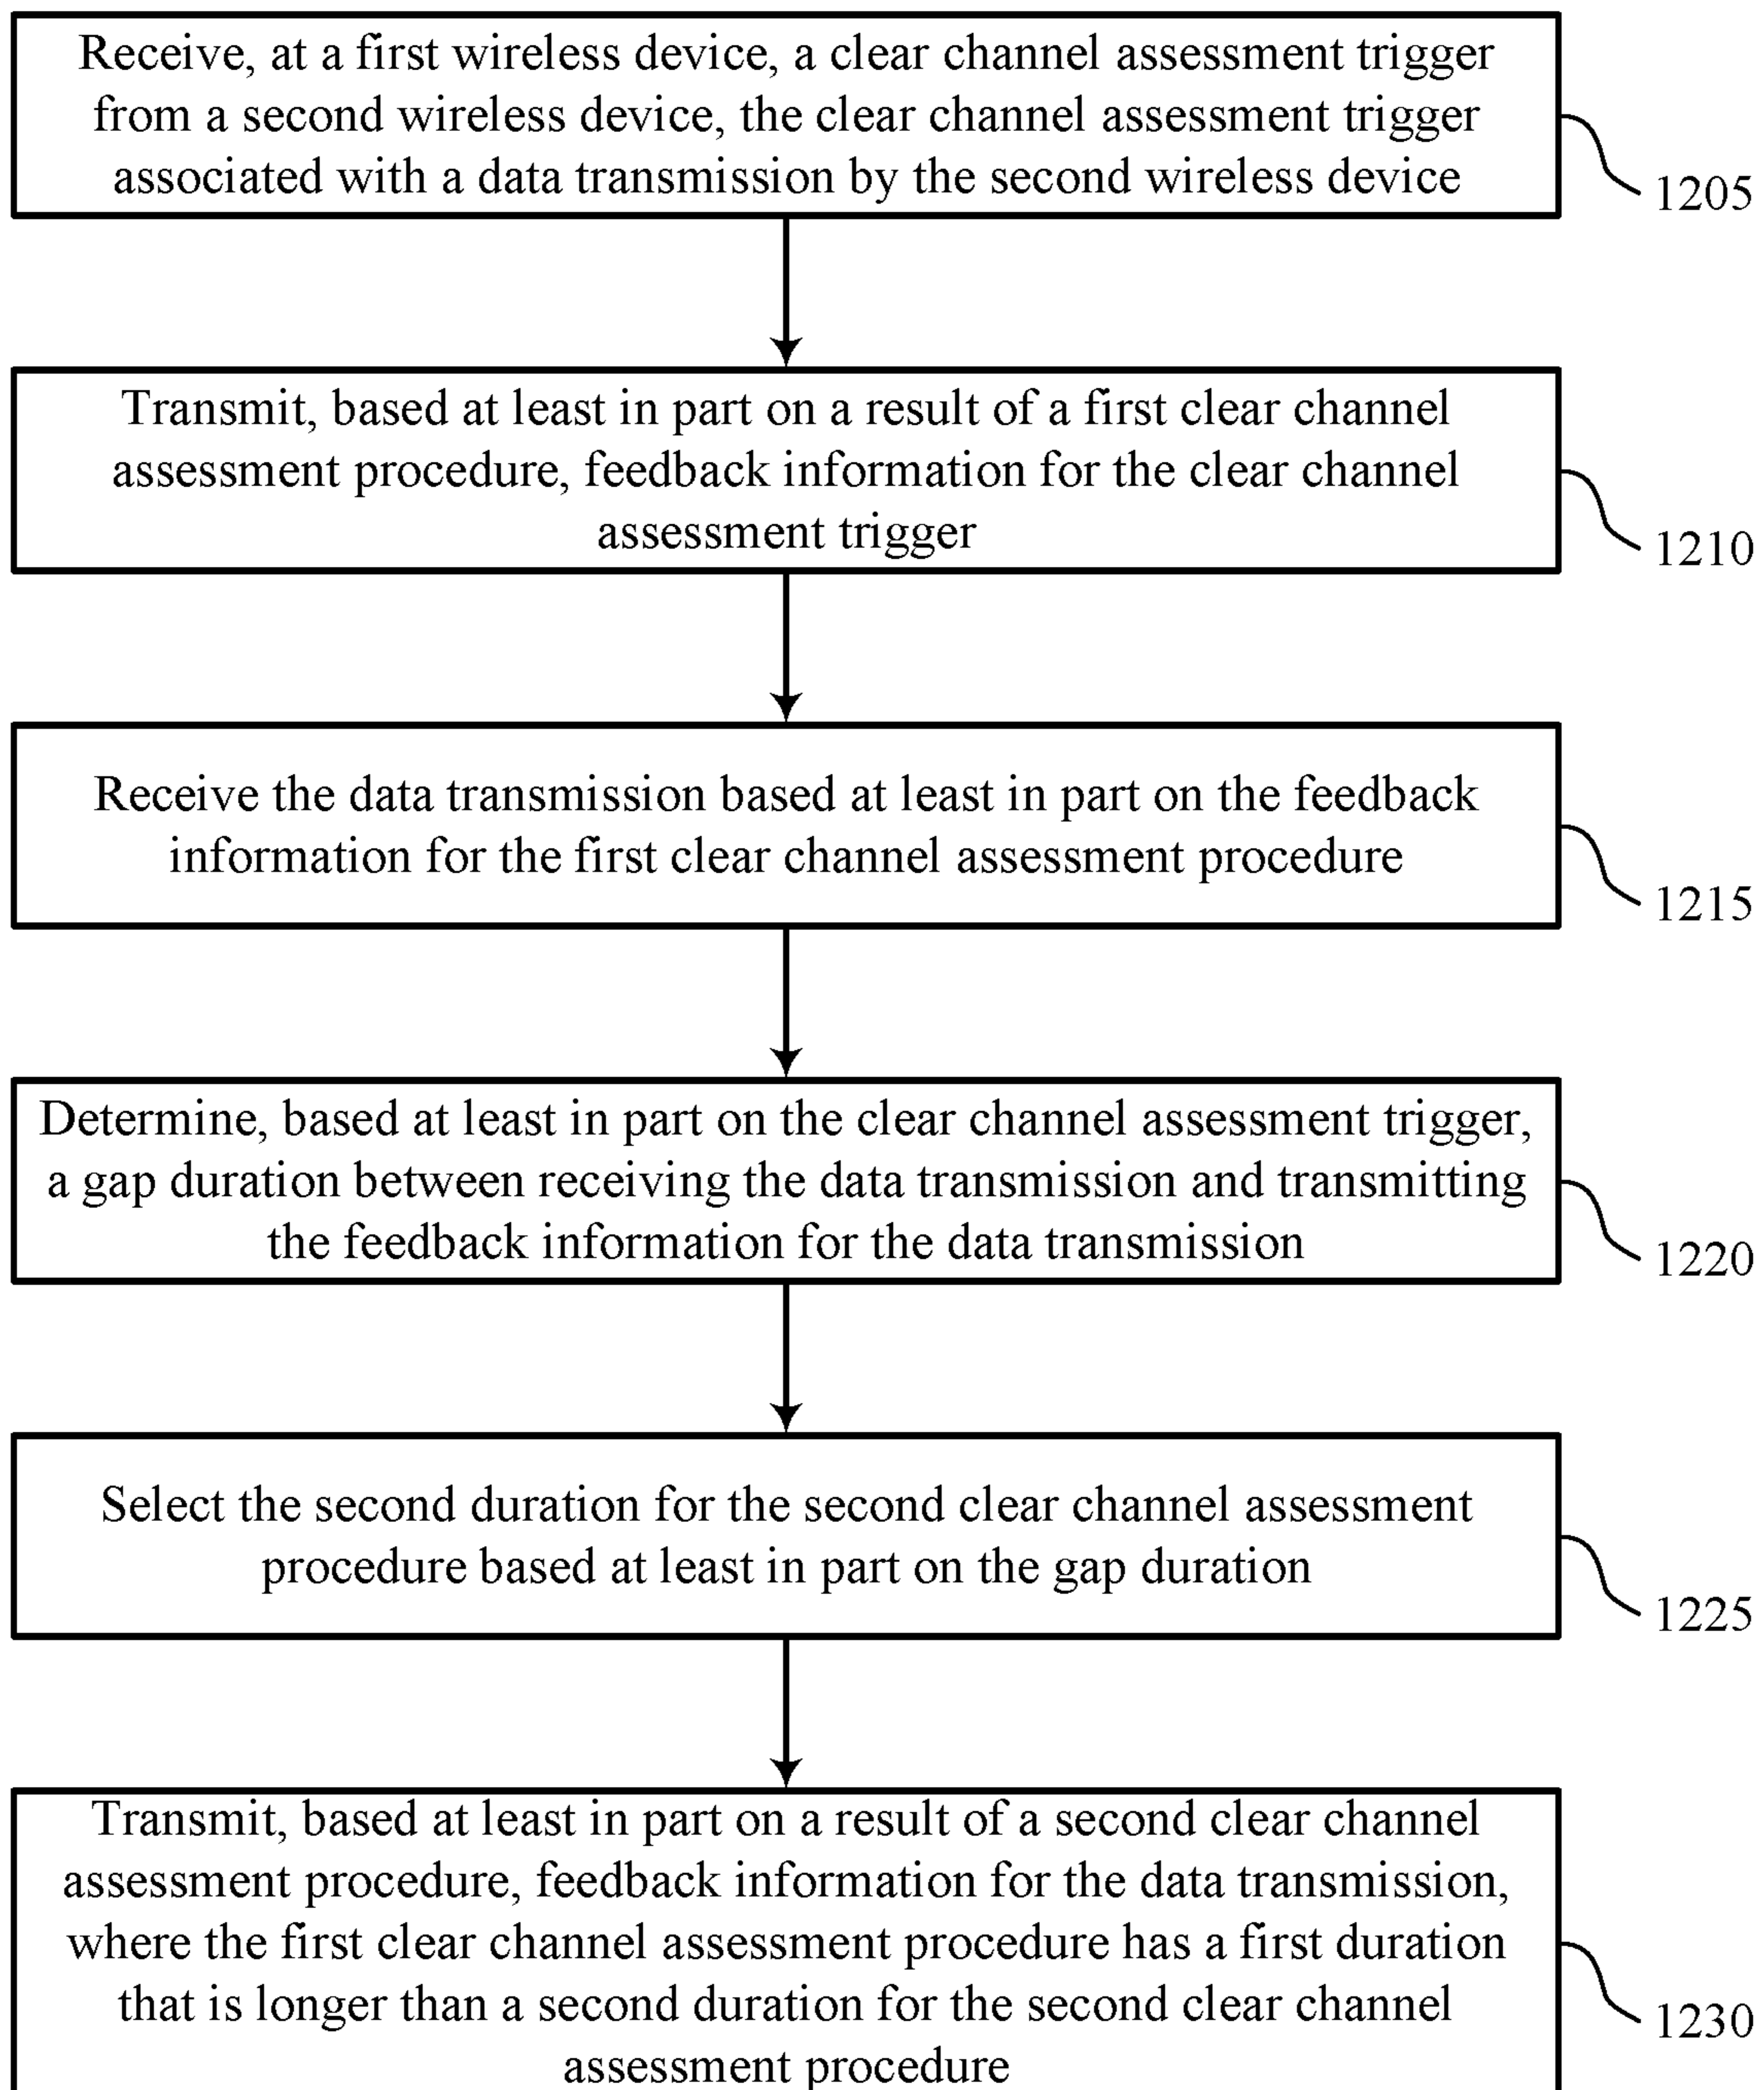 Receive, at a first wireless device, a clear channel assessment trigger
from a second wireless device, the clear channel assessment trigger
associated with a data transmission by the second wireless device
1205
Transmit, based at least in part on a result of a first clear channel
assessment procedure, feedback information for the clear channel
assessment trigger
1210
Receive the data transmission based at least in part on the feedback
information for the first clear channel assessment procedure
1215
Determine, based at least in part on the clear channel assessment trigger,
a gap duration between receiving the data transmission and transmitting
the feedback information for the data transmission
1220
Select the second duration for the second clear channel assessment
procedure based at least in part on the gap duration
1225
Transmit, based at least in part on a result of a second clear channel
assessment procedure, feedback information for the data transmission,
where the first clear channel assessment procedure has a first duration
that is longer than a second duration for the second clear channel
assessment procedure
1230